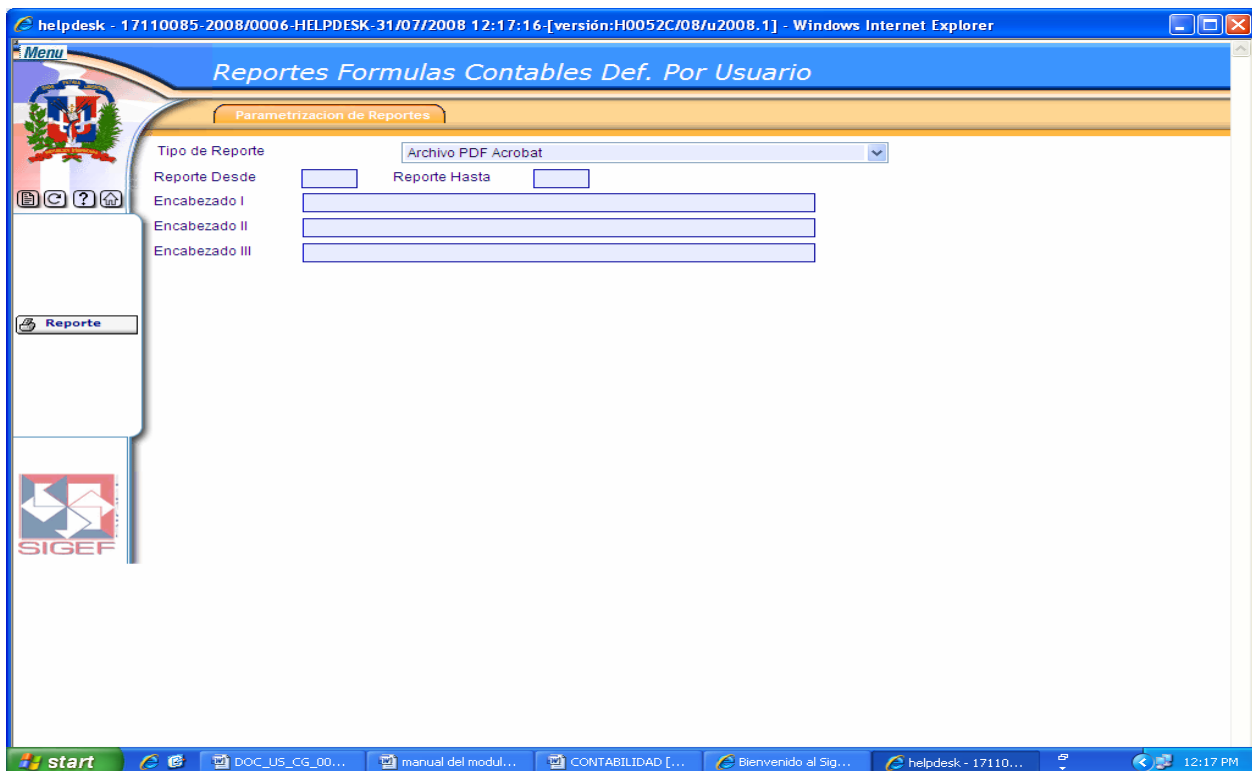 helpdesk - 17110085-2008/0006-HELPDESK-31/07/2008 12:17:16-[versión:H0052C/08/u2008.1] - Windows Internet Explorer
Menu
Reportes Formulas Contables Def. Por Usuario
Parametrizacion de Reportes
Tipo de Reporte Archivo PDF Acrobat
Reporte Desde Reporte Hasta
Encabezado I
Encabezado II
Encabezado III
Reporte
SIGEF
start DOC_US_CG_00... manual del modul... CONTABILIDAD [... Bienvenido al Sig... helpdesk - 17110... 12:17 PM